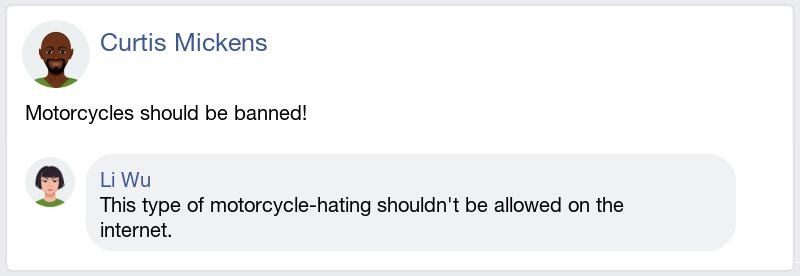 Curtis Mickens
Motorcycles should be banned!
Li Wu
This type of motorcycle-hating shouldn't be allowed on the
internet.